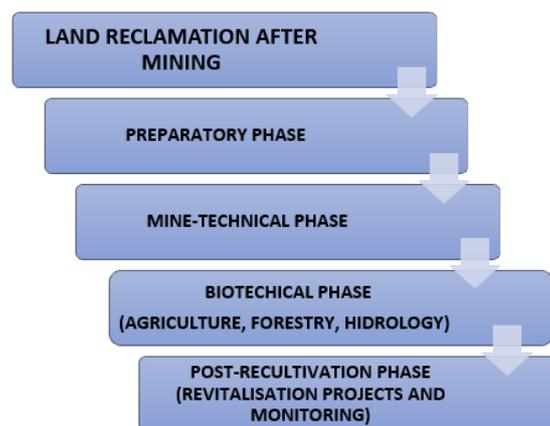 LAND RECLAMATION AFTER
MINING
PREPARATORY PHASE
MINE-TECHNICAL PHASE
BIOTECHICAL PHASE
(AGRICULTURE, FORESTRY, HIDROLOGY)
POST-RECULTIVATION PHASE
(REVITALISATION PROJECTS AND
MONITORING)